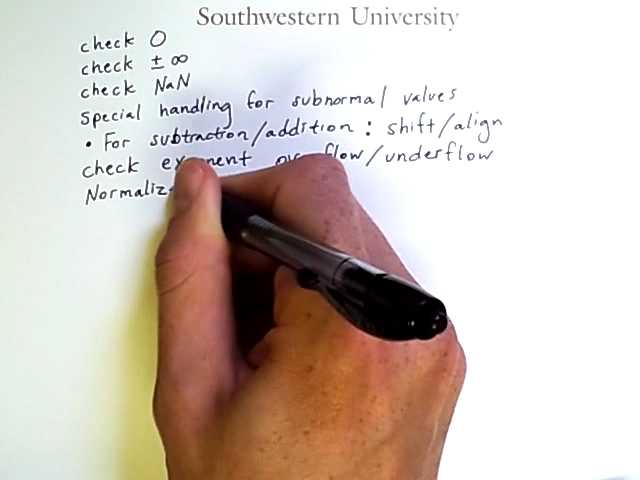 Southwestern University
check 0
check ± ∞
check NaN
Special handling for subnormal values
• For subtraction/addition : shift/align
check flow/underflow
Normaliz